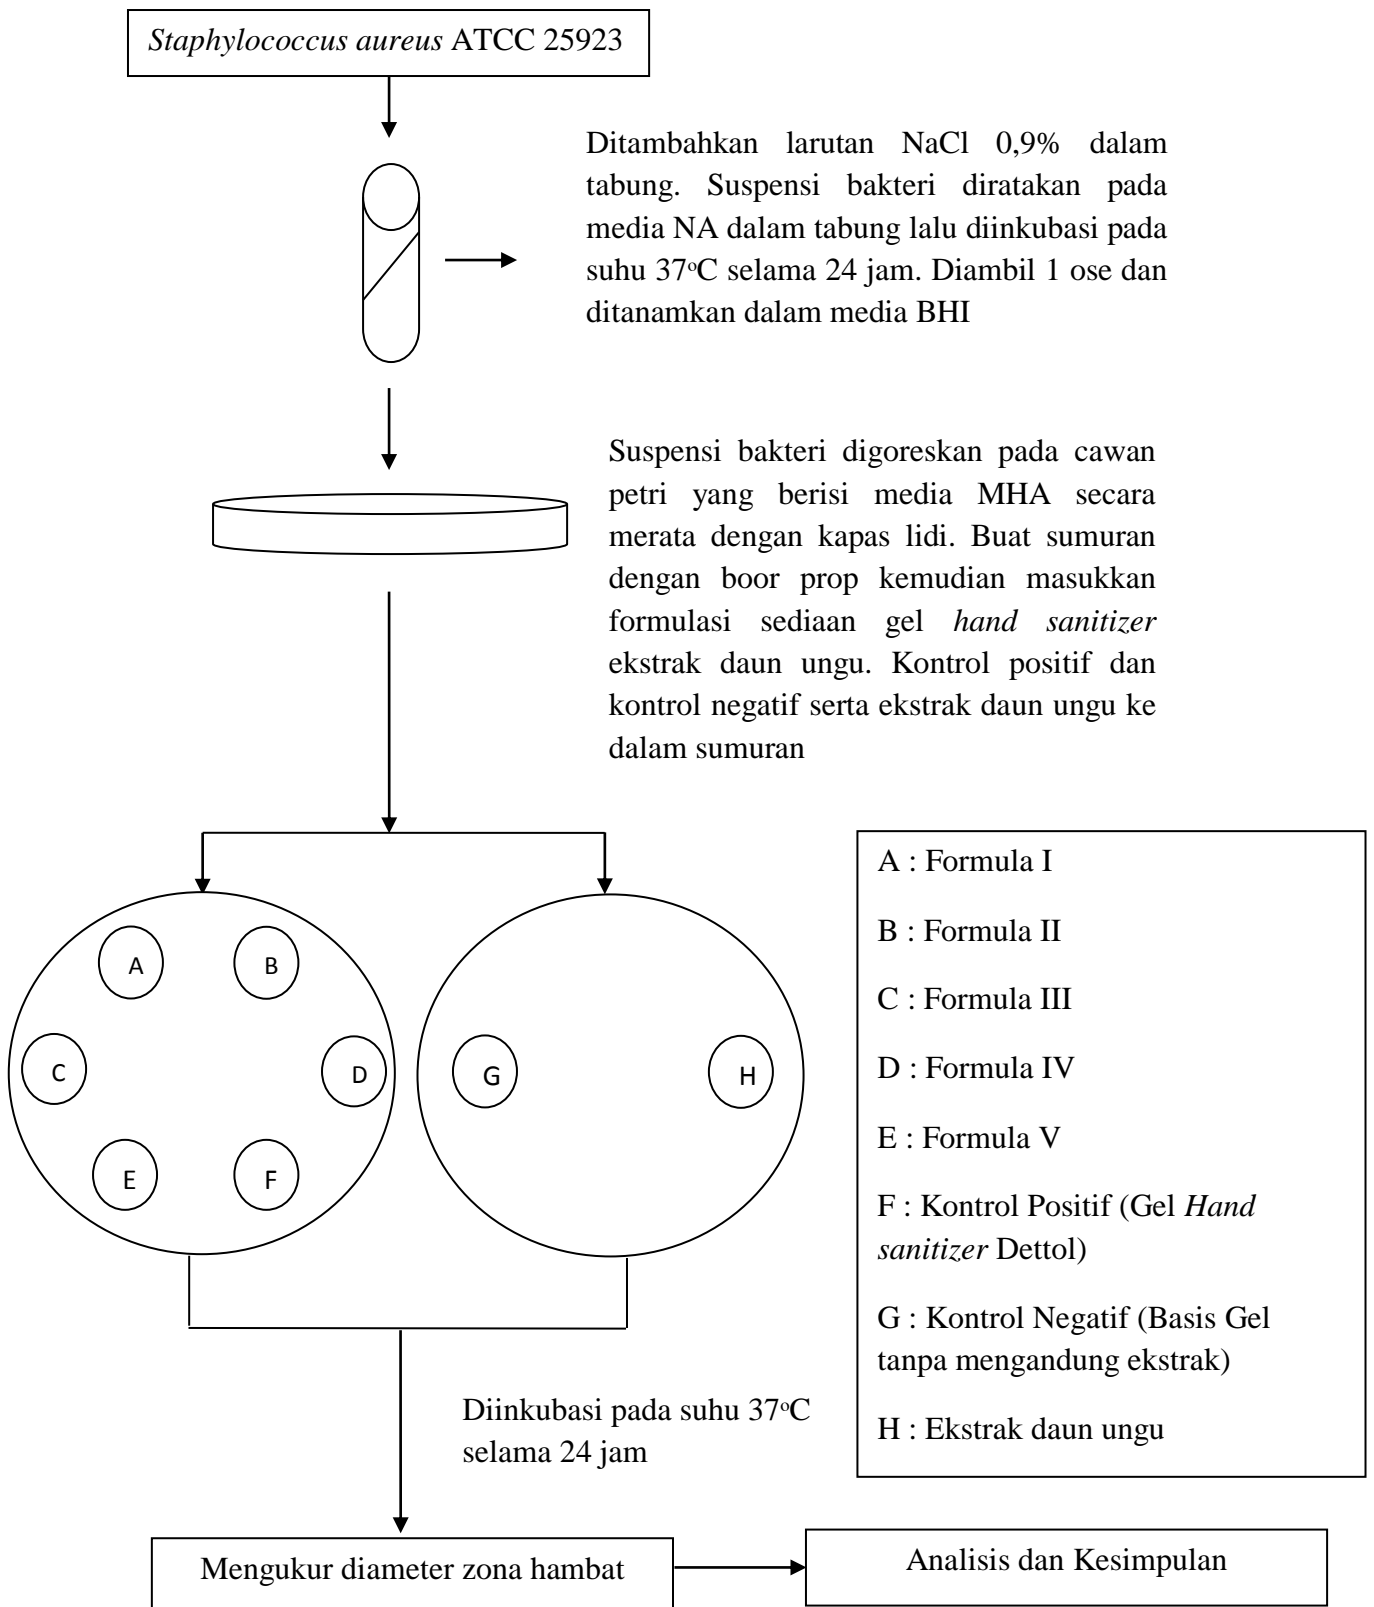 Staphylococcus aureus ATCC 25923
Ditambahkan larutan NaCl 0,9% dalam
tabung. Suspensi bakteri diratakan pada
media NA dalam tabung lalu diinkubasi pada
suhu 37°C selama 24 jam. Diambil 1 ose dan
ditanamkan dalam media BHI
Suspensi bakteri digoreskan pada cawan
petri yang berisi media MHA secara
merata dengan kapas lidi. Buat sumuran
dengan boor prop kemudian masukkan
formulasi sediaan gel hand sanitizer
ekstrak daun ungu. Kontrol positif dan
kontrol negatif serta ekstrak daun ungu ke
dalam sumuran
A
B
C
D
E
F
G
H
A : Formula I
B : Formula II
C : Formula III
D : Formula IV
E : Formula V
F : Kontrol Positif (Gel Hand
sanitizer Dettol)
G : Kontrol Negatif (Basis Gel
tanpa mengandung ekstrak)
H : Ekstrak daun ungu
Diinkubasi pada suhu 37°C
selama 24 jam
Mengukur diameter zona hambat
Analisis dan Kesimpulan